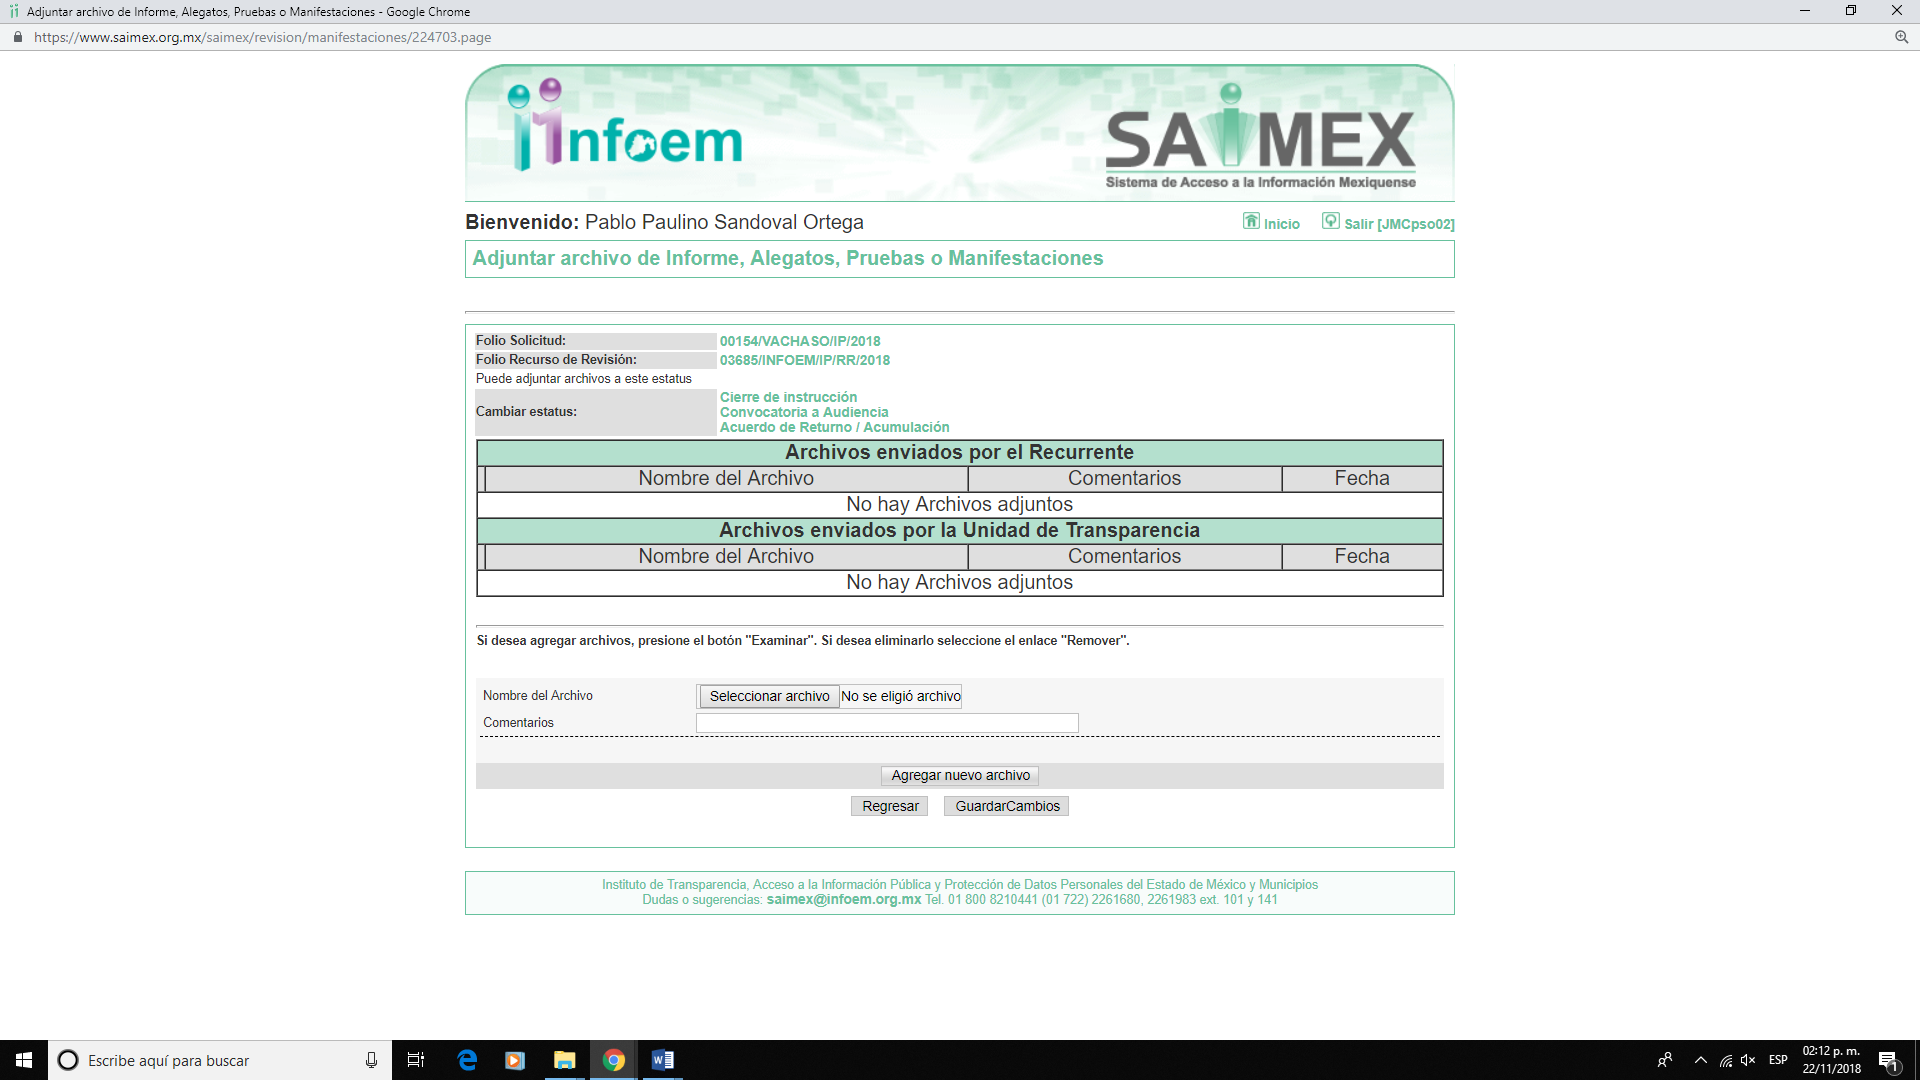 Adjuntar archivo de Informe, Alegatos, Pruebas o Manifestaciones - Google Chrome
https://www.saimex.org.mx/saimex/revision/manifestaciones/224703.page
infoem
SAIMEX
Sistema de Acceso a la Información Mexiquense
Bienvenido: Pablo Paulino Sandoval Ortega
Inicio Salir [JMCpso02]
Adjuntar archivo de Informe, Alegatos, Pruebas o Manifestaciones
Folio Solicitud: 00154/VACHASO/IP/2018
Folio Recurso de Revisión: 03685/INFOEM/IP/RR/2018
Puede adjuntar archivos a este estatus
Cambiar estatus:
Cierre de instrucción
Convocatoria a Audiencia
Acuerdo de Returno / Acumulación
Archivos enviados por el Recurrente
Nombre del Archivo Comentarios Fecha
No hay Archivos adjuntos
Archivos enviados por la Unidad de Transparencia
Nombre del Archivo Comentarios Fecha
No hay Archivos adjuntos
Si desea agregar archivos, presione el botón "Examinar". Si desea eliminarlo seleccione el enlace "Remover".
Nombre del Archivo Seleccionar archivo No se eligió archivo
Comentarios
Agregar nuevo archivo
Regresar GuardarCambios
Instituto de Transparencia, Acceso a la Información Pública y Protección de Datos Personales del Estado de México y Municipios
Dudas o sugerencias: saimex@infoem.org.mx Tel. 01 800 8210441 (01 722) 2261680, 2261983 ext. 101 y 141
Escribe aquí para buscar
ESP
02:12 p. m.
22/11/2018
1